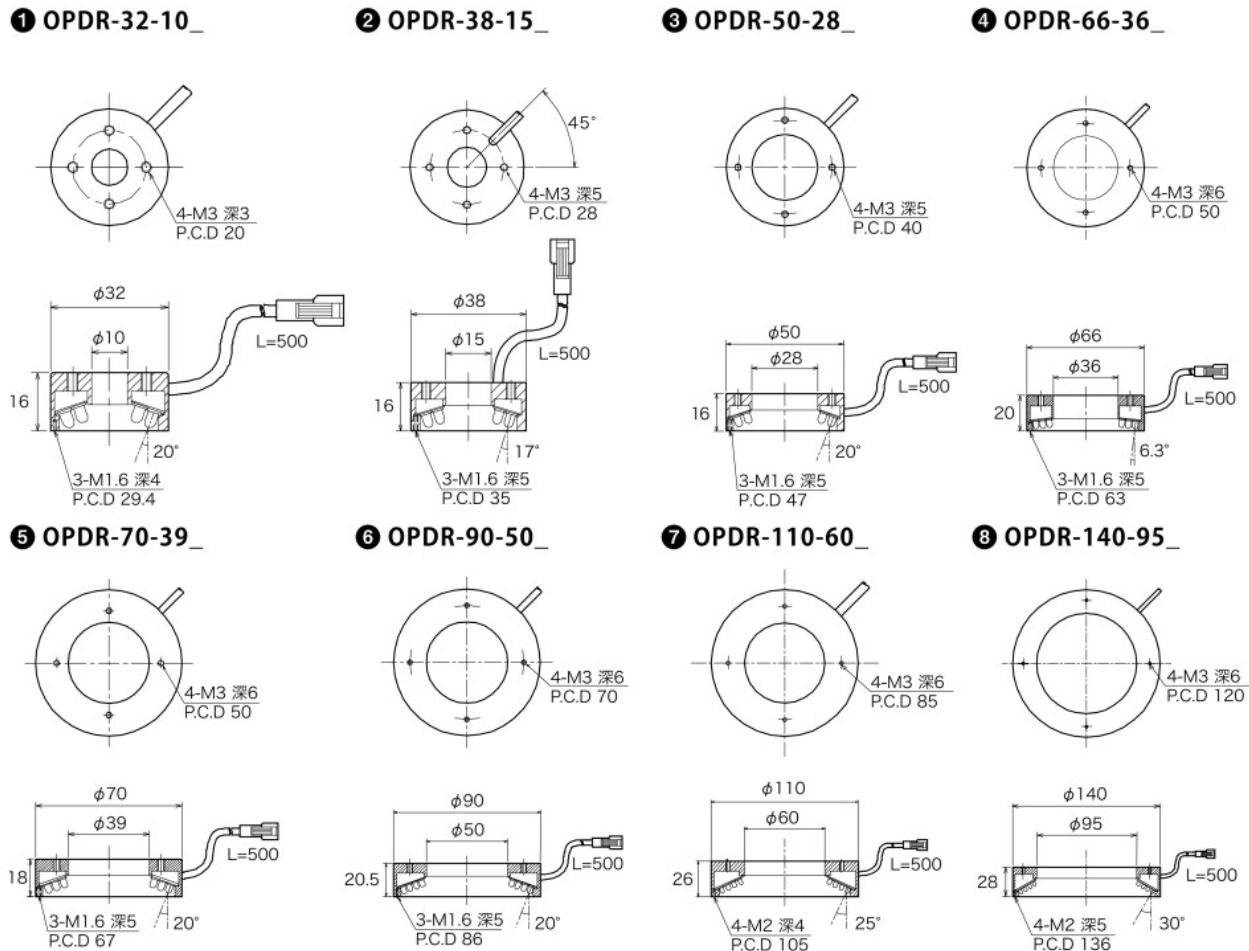 ❶ OPDR-32-10_
4-M3 深3
P.C.D 20
φ32
φ10
L=500
16
20°
3-M1.6 深4
P.C.D 29.4
❷ OPDR-38-15_
45°
4-M3 深5
P.C.D 28
φ38
φ15
L=500
16
17°
3-M1.6 深5
P.C.D 35
❸ OPDR-50-28_
4-M3 深5
P.C.D 40
φ50
φ28
L=500
16
20°
3-M1.6 深5
P.C.D 47
❹ OPDR-66-36_
4-M3 深6
P.C.D 50
φ66
φ36
L=500
20
6.3°
3-M1.6 深5
P.C.D 63
❺ OPDR-70-39_
4-M3 深6
P.C.D 50
φ70
φ39
L=500
18
20°
3-M1.6 深5
P.C.D 67
❻ OPDR-90-50_
4-M3 深6
P.C.D 70
φ90
φ50
L=500
20.5
20°
3-M1.6 深5
P.C.D 86
❼ OPDR-110-60_
4-M3 深6
P.C.D 85
φ110
φ60
L=500
26
25°
4-M2 深4
P.C.D 105
❽ OPDR-140-95_
4-M3 深6
P.C.D 120
φ140
φ95
L=500
28
30°
4-M2 深5
P.C.D 136